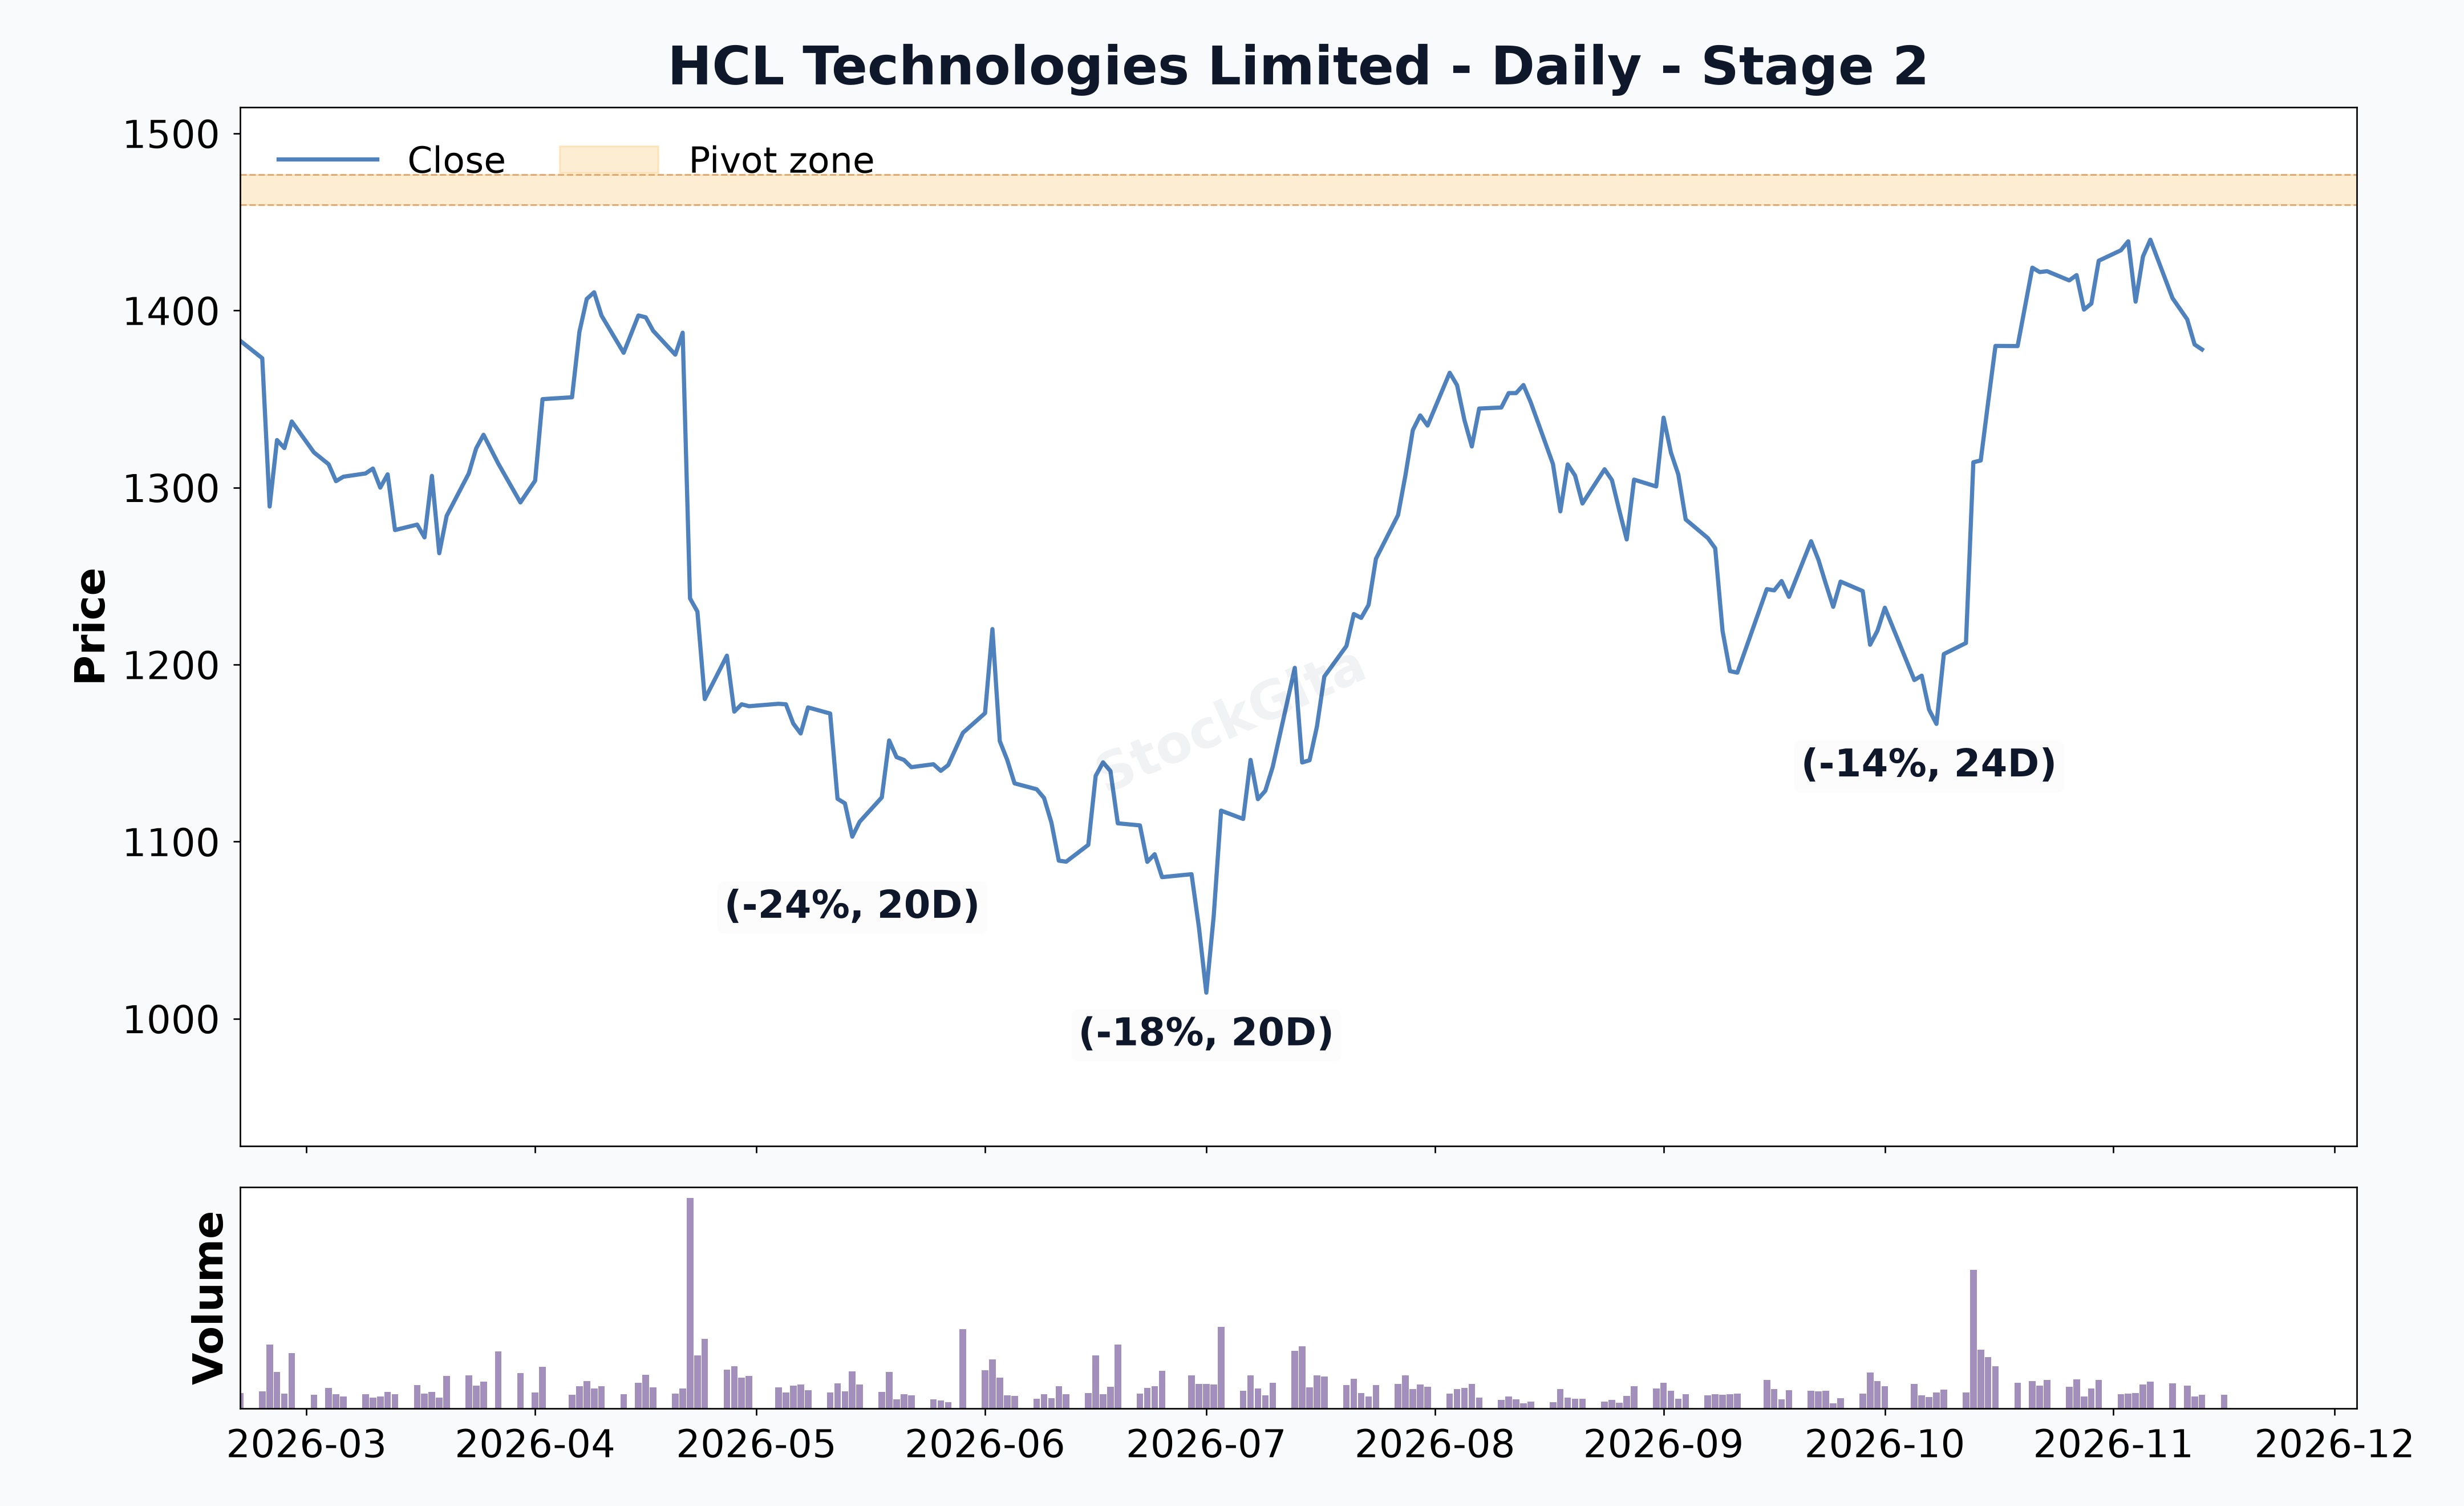 HCL Technologies Limited - Daily - Stage 2
Close
Pivot zone
Price
1500
1400
1300
1200
1100
1000
StockGita
(-24%, 20D)
(-18%, 20D)
(-14%, 24D)
Volume
2026-03
2026-04
2026-05
2026-06
2026-07
2026-08
2026-09
2026-10
2026-11
2026-12